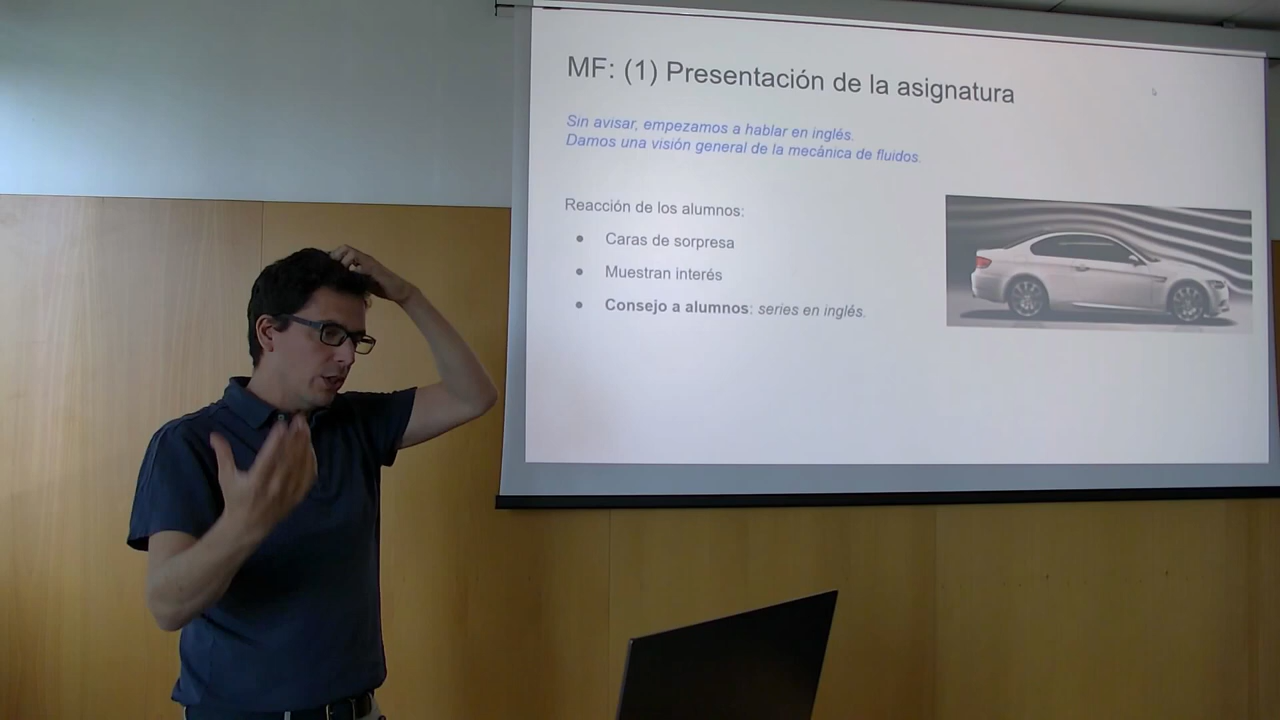 MF: (1) Presentación de la asignatura
Sin avisar, empezamos a hablar en inglés.
Damos una visión general de la mecánica de fluidos.
Reacción de los alumnos:
● Caras de sorpresa
● Muestran interés
● Consejo a alumnos: series en inglés.